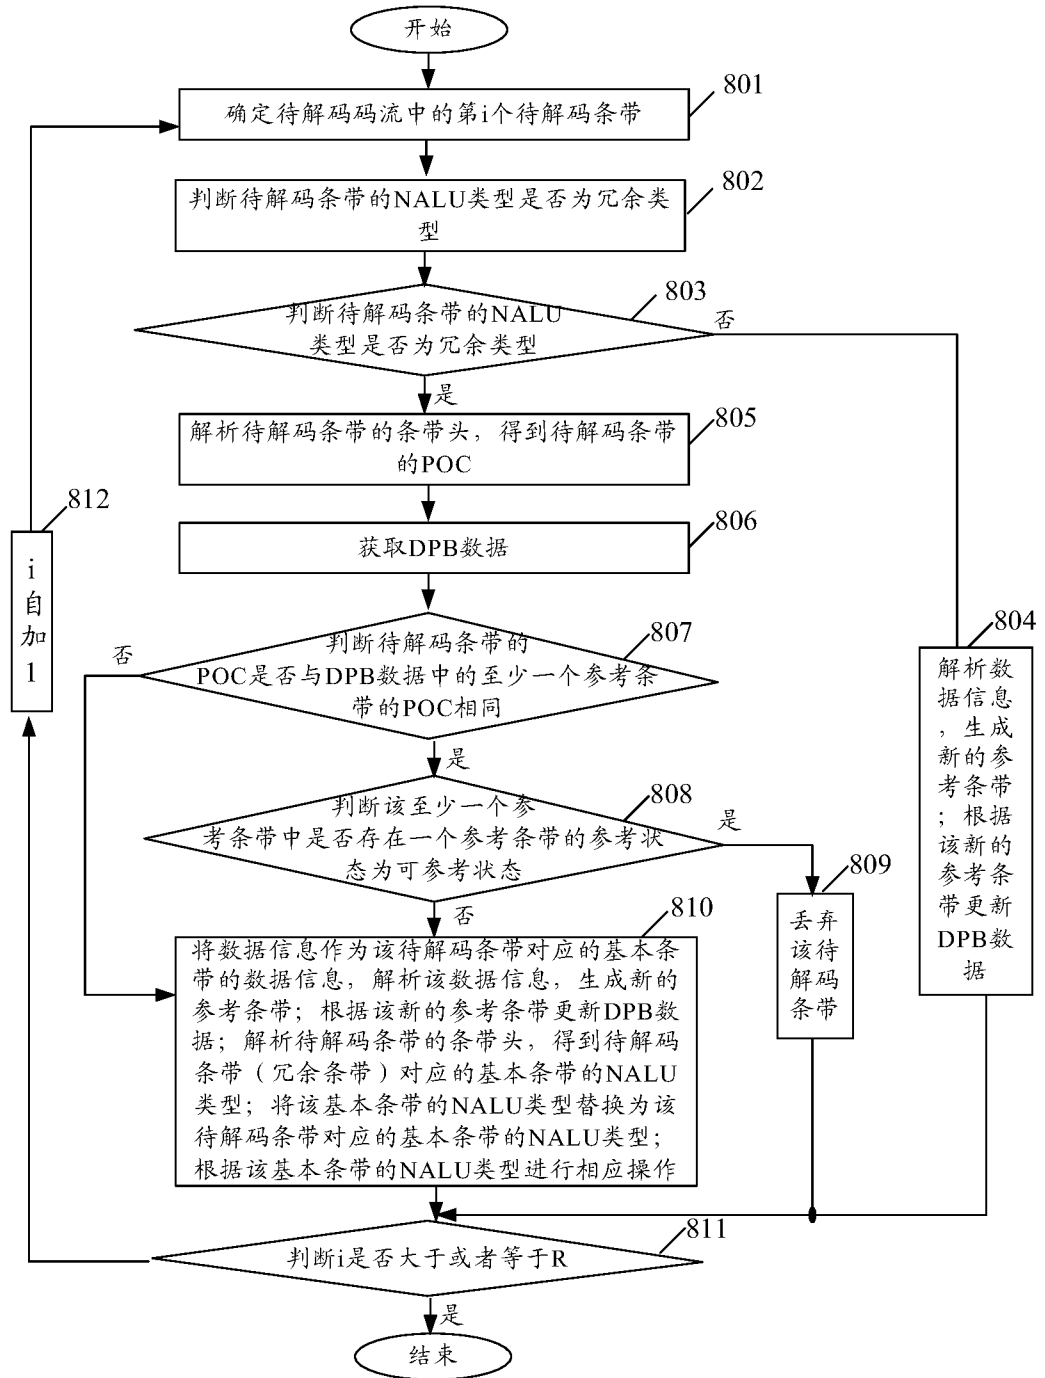 开始
801
确定待解码码流中的第i个待解码条带
802
判断待解码条带的NALU类型是否为冗余类
型
803
判断待解码条带的NALU
类型是否为冗余类型
否
是
805
解析待解码条带的条带头，得到待解码条带
的POC
806
获取DPB数据
812
i
自
加
1
807
判断待解码条带的
POC是否与DPB数据中的至少一个参考条
带的POC相同
否
是
804
解析数
据信息
，生成
新的参
考条带
；根据
该新的
参考条
带更新
DPB数
据
808
判断该至少一个参
考条带中是否存在一个参考条带的参考状
态为可参考状态
是
否
809
丢弃
该待
解码
条带
810
将数据信息作为该待解码条带对应的基本条
带的数据信息，解析该数据信息，生成新的
参考条带；根据该新的参考条带更新DPB数
据；解析待解码条带的条带头，得到待解码
条带（冗余条带）对应的基本条带的NALU
类型；将该基本条带的NALU类型替换为该
待解码条带对应的基本条带的NALU类型；
根据该基本条带的NALU类型进行相应操作
811
判断i是否大于或者等于R
是
结束